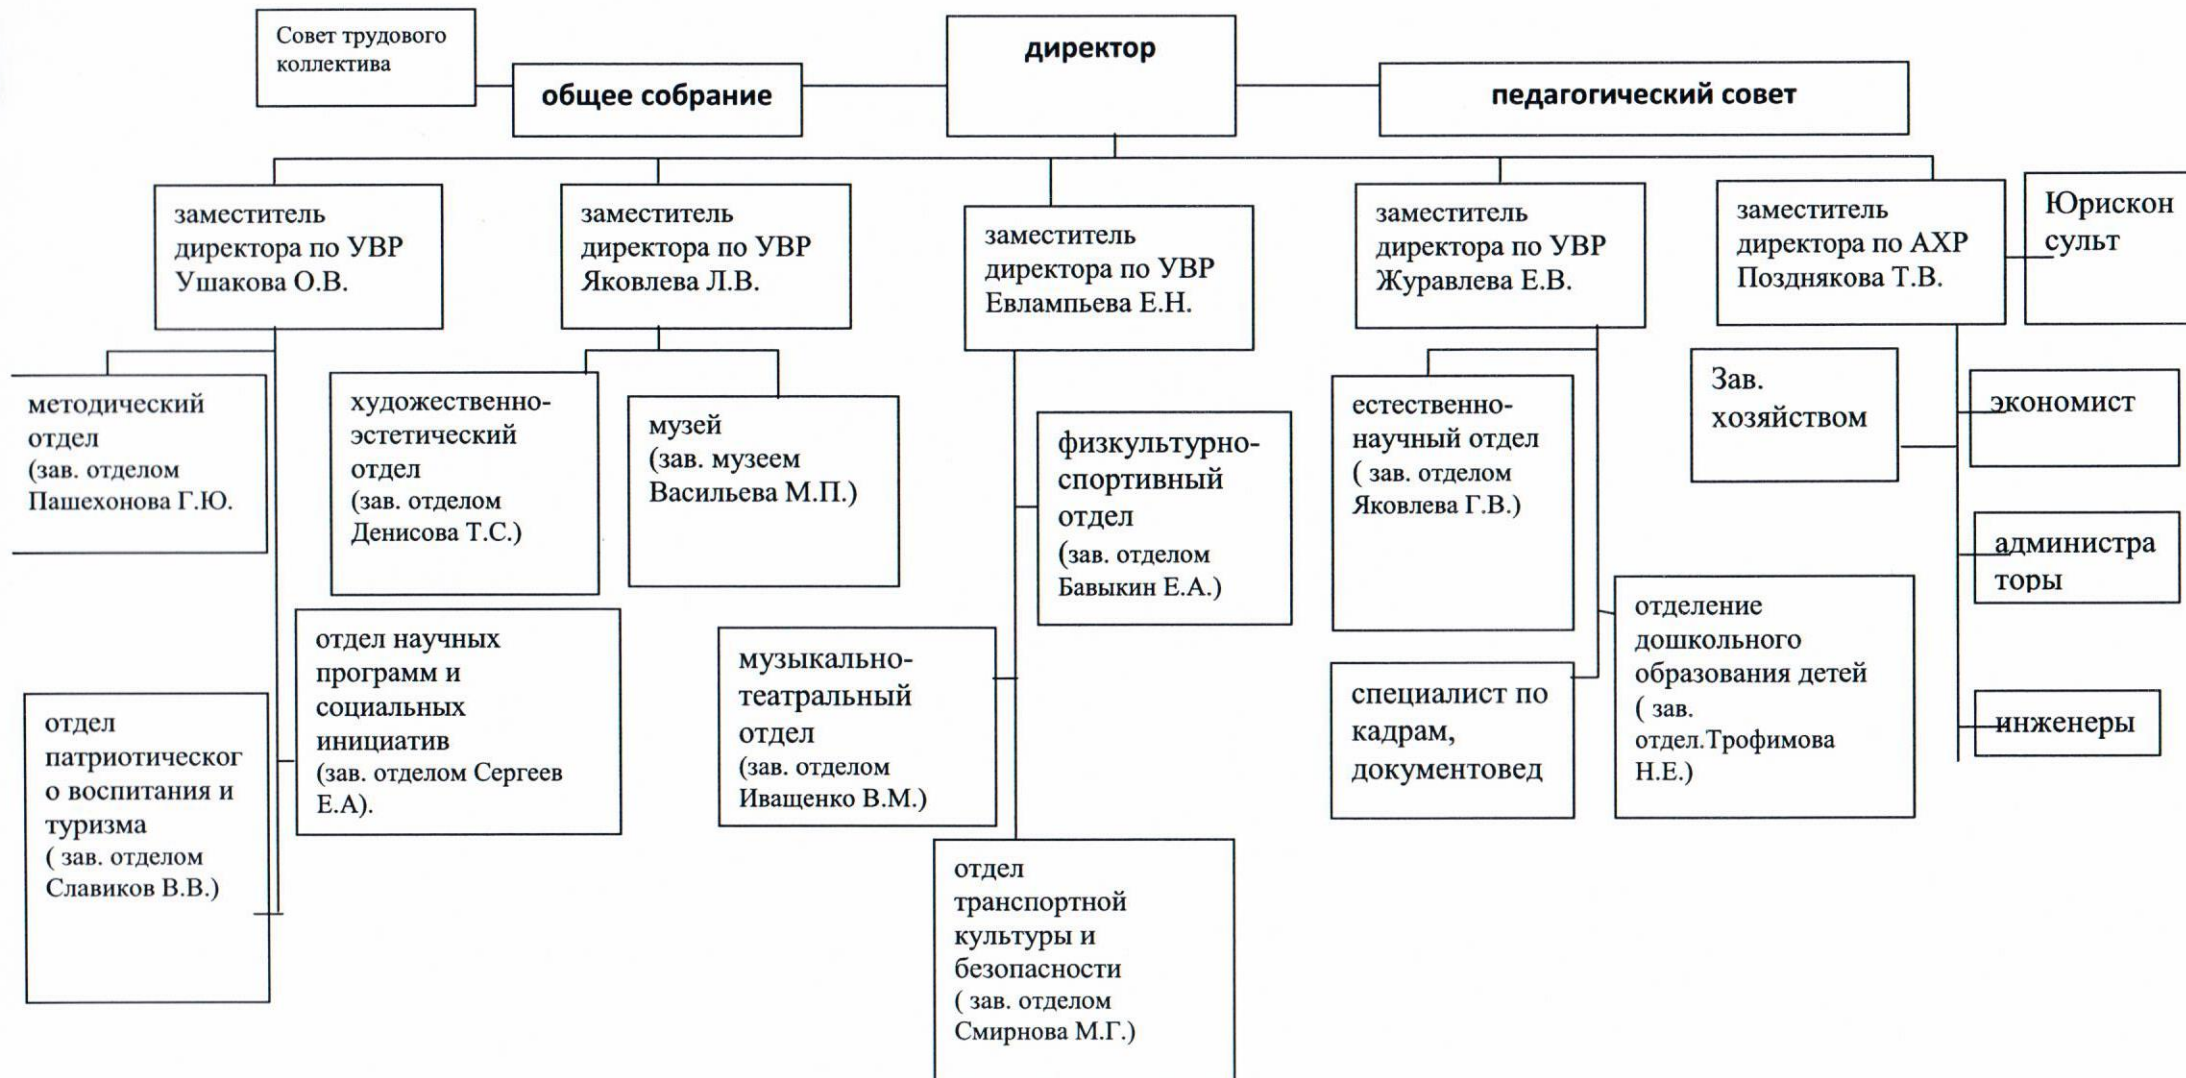 Совет трудового
коллектива
общее собрание
директор
педагогический совет
заместитель
директора по УВР
Ушакова О.В.
заместитель
директора по УВР
Яковлева Л.В.
заместитель
директора по УВР
Евлампьева Е.Н.
заместитель
директора по УВР
Журавлева Е.В.
заместитель
директора по АХР
Позднякова Т.В.
Юрискон
сульт
методический
отдел
(зав. отделом
Пашехонова Г.Ю.
художественно-
эстетический
отдел
(зав. отделом
Денисова Т.С.)
музей
(зав. музеем
Васильева М.П.)
физкультурно-
спортивный
отдел
(зав. отделом
Бавыкин Е.А.)
естественно-
научный отдел
( зав. отделом
Яковлева Г.В.)
Зав.
хозяйством
экономист
администра
торы
отдел
патриотическог
о воспитания и
туризма
( зав. отделом
Славиков В.В.)
отдел научных
программ и
социальных
инициатив
(зав. отделом Сергеев
Е.А).
музыкально-
театральный
отдел
(зав. отделом
Иващенко В.М.)
отдел
транспортной
культуры и
безопасности
( зав. отделом
Смирнова М.Г.)
специалист по
кадрам,
документовед
отделение
дошкольного
образования детей
( зав.
отдел.Трофимова
Н.Е.)
инженеры